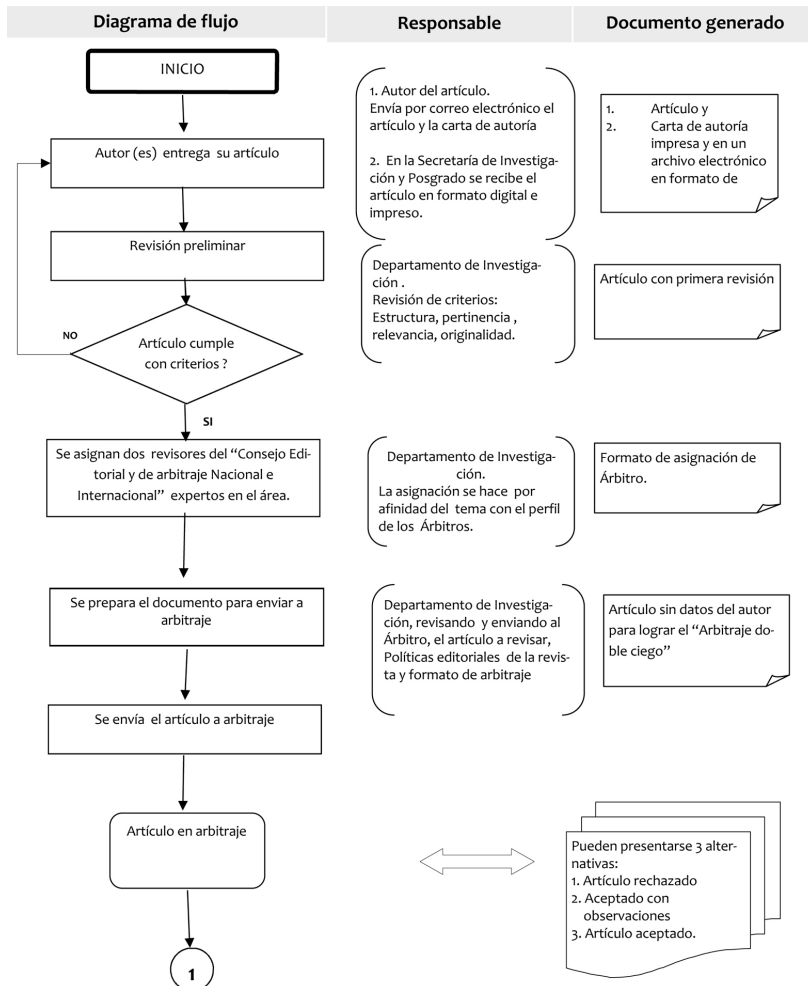 Diagrama de flujo
Responsable
Documento generado
INICIO
1. Autor del artículo.
Envía por correo electrónico el
artículo y la carta de autoría
2. En la Secretaría de Investiga-
ción y Posgrado se recibe el
artículo en formato digital e
impreso.
1. Artículo y
2. Carta de autoría
impresa y en un
archivo electrónico
en formato de
Autor (es) entrega su artículo
Revisión preliminar
Departamento de Investiga-
ción .
Revisión de criterios:
Estructura, pertinencia ,
relevancia, originalidad.
Artículo con primera revisión
NO
Artículo cumple
con criterios ?
SI
Se asignan dos revisores del “Consejo Edi-
torial y de arbitraje Nacional e
Internacional” expertos en el área.
Departamento de Investiga-
ción.
La asignación se hace por
afinidad del tema con el perfil
de los Árbitros.
Formato de asignación de
Árbitro.
Se prepara el documento para enviar a
arbitraje
Departamento de Investiga-
ción, revisando y enviando al
Árbitro, el artículo a revisar,
Políticas editoriales de la revis-
ta y formato de arbitraje
Artículo sin datos del autor
para lograr el “Arbitraje do-
ble ciego”
Se envía el artículo a arbitraje
Artículo en arbitraje
Pueden presentarse 3 alter-
nativas:
1. Artículo rechazado
2. Aceptado con
observaciones
3. Artículo aceptado.
1